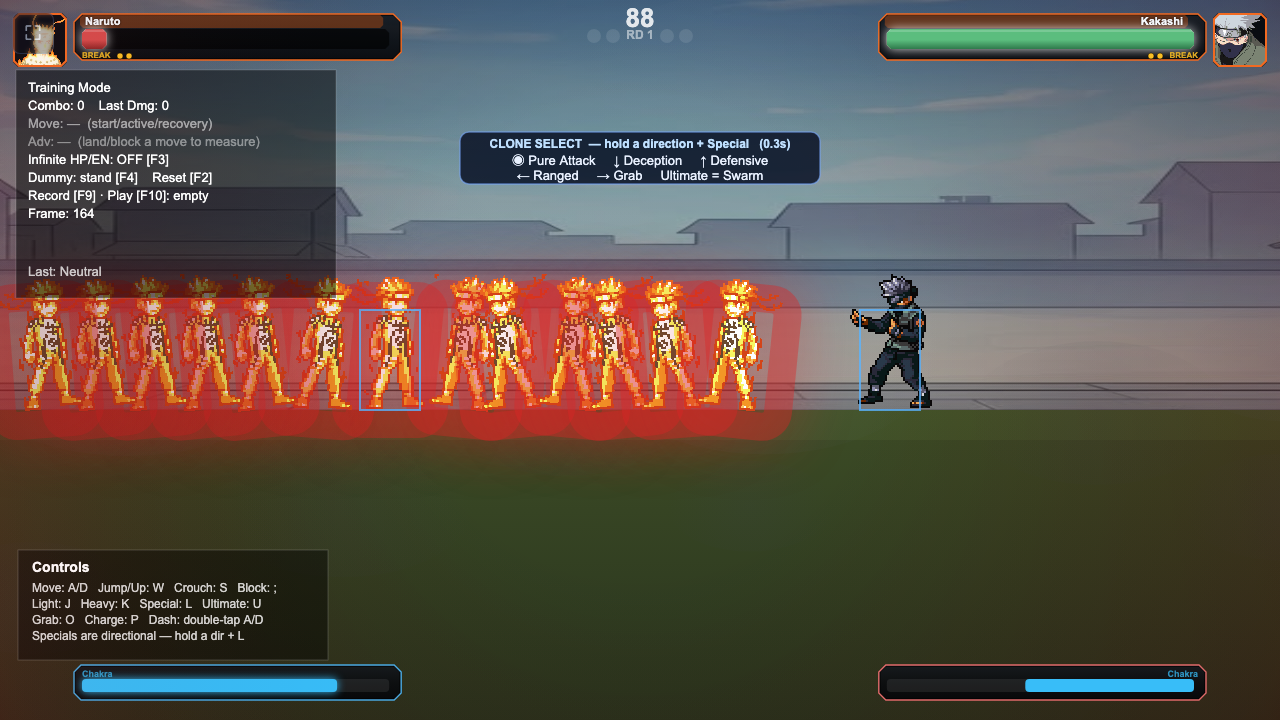 Naruto
BREAK
88
RD 1
Kakashi
BREAK
Training Mode
Combo: 0 Last Dmg: 0
Move: — (start/active/recovery)
Adv: — (land/block a move to measure)
Infinite HP/EN: OFF [F3]
Dummy: stand [F4] Reset [F2]
Record [F9] · Play [F10]: empty
Frame: 164
Last: Neutral
CLONE SELECT — hold a direction + Special (0.3s)
◉ Pure Attack ↓ Deception ↑ Defensive
← Ranged → Grab Ultimate = Swarm
Controls
Move: A/D Jump/Up: W Crouch: S Block: ;
Light: J Heavy: K Special: L Ultimate: U
Grab: O Charge: P Dash: double-tap A/D
Specials are directional — hold a dir + L
Chakra
Chakra